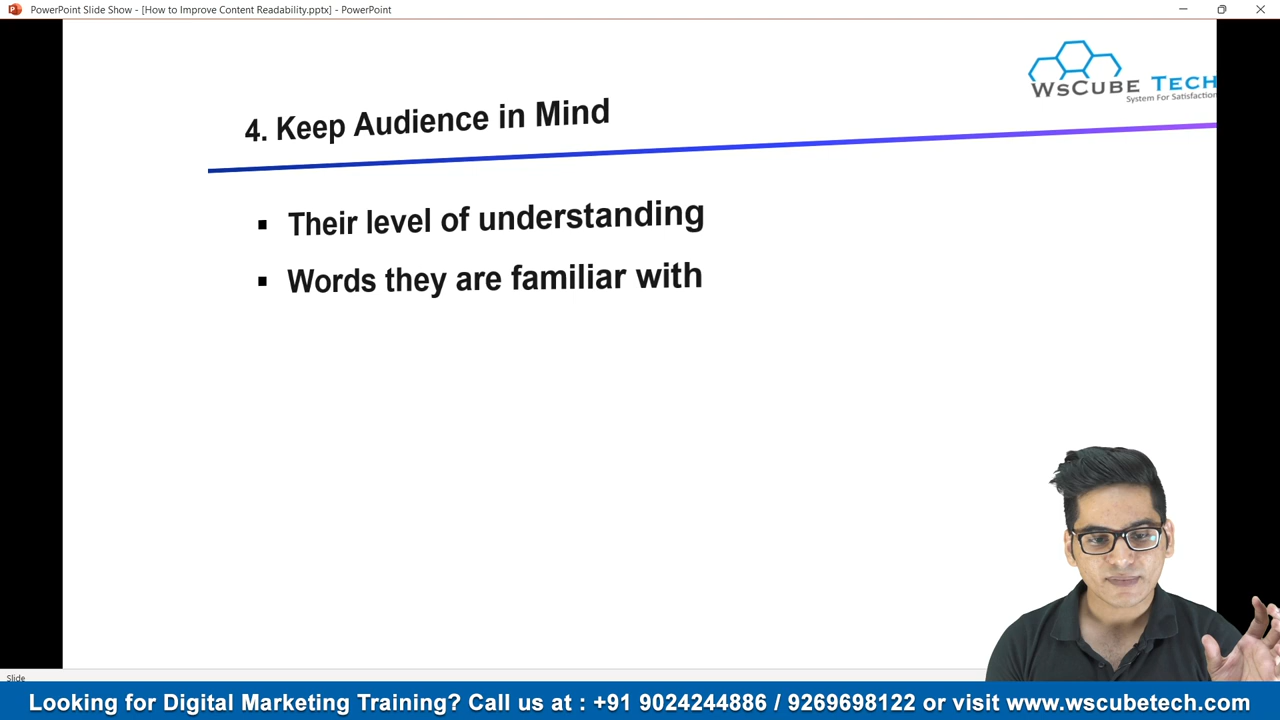 PowerPoint Slide Show - [How to Improve Content Readability.pptx] - PowerPoint
WsCube Tech
System For Satisfaction
4. Keep Audience in Mind
▪ Their level of understanding
▪ Words they are familiar with
Slide
Looking for Digital Marketing Training? Call us at : +91 9024244886 / 9269698122 or visit www.wscubetech.com